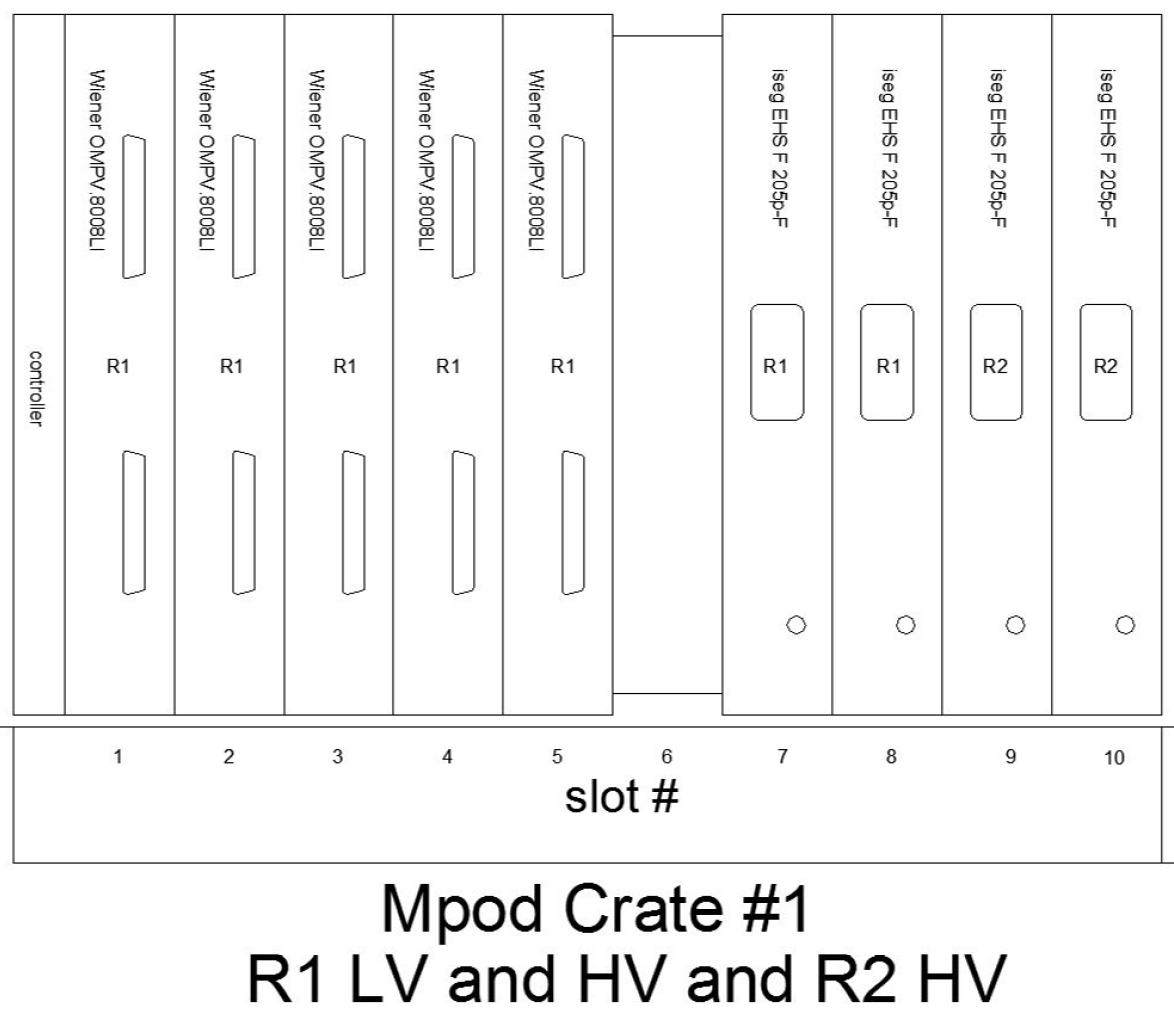 Wiener OMPV.8008LI
Wiener OMPV.8008LI
Wiener OMPV.8008LI
Wiener OMPV.8008LI
Wiener OMPV.8008LI
iseg EHS F 205p-F
iseg EHS F 205p-F
iseg EHS F 205p-F
iseg EHS F 205p-F
controller
R1 R1 R1 R1 R1 R1 R1 R2 R2
1 2 3 4 5 6 7 8 9 10
slot #
Mpod Crate #1
R1 LV and HV and R2 HV